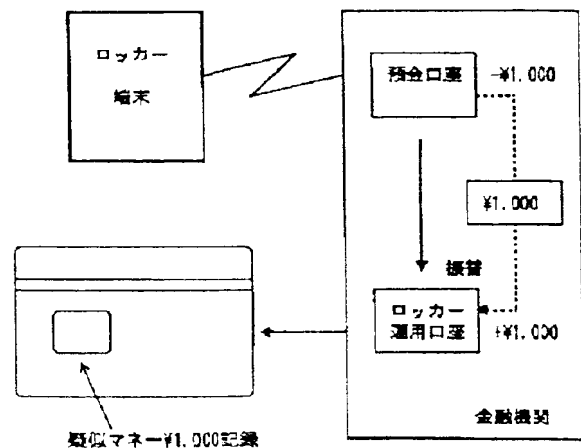 ロッカー
端末
預金口座
-¥1.000
¥1.000
振替
ロッカー
運用口座
+¥1.000
金融機関
疑似マネー¥1.000記録